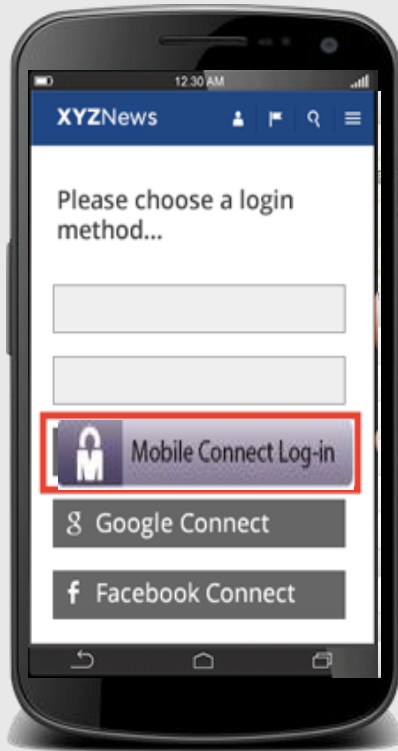 12.30 AM
XYZNews
Please choose a login
method...
M Mobile Connect Log-in
g Google Connect
f Facebook Connect